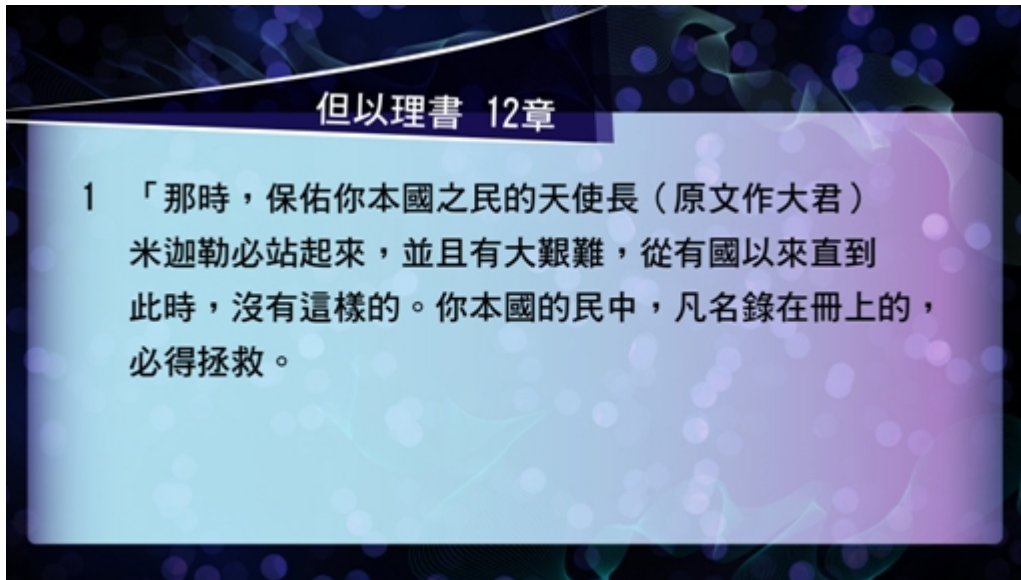 但以理書 12章
1 「那時，保佑你本國之民的天使長（原文作大君）
米迦勒必站起來，並且有大艱難，從有國以來直到
此時，沒有這樣的。你本國的民中，凡名錄在冊上的，
必得拯救。